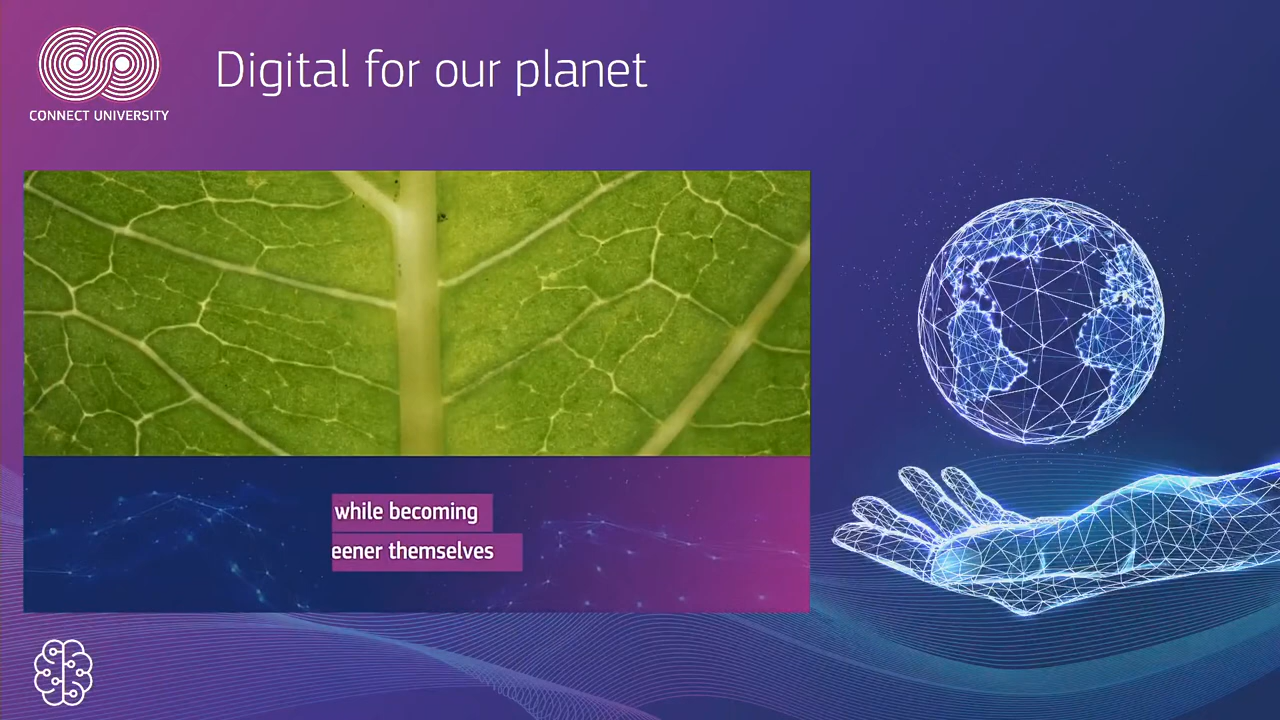 Digital for our planet
CONNECT UNIVERSITY
while becoming
eener themselves